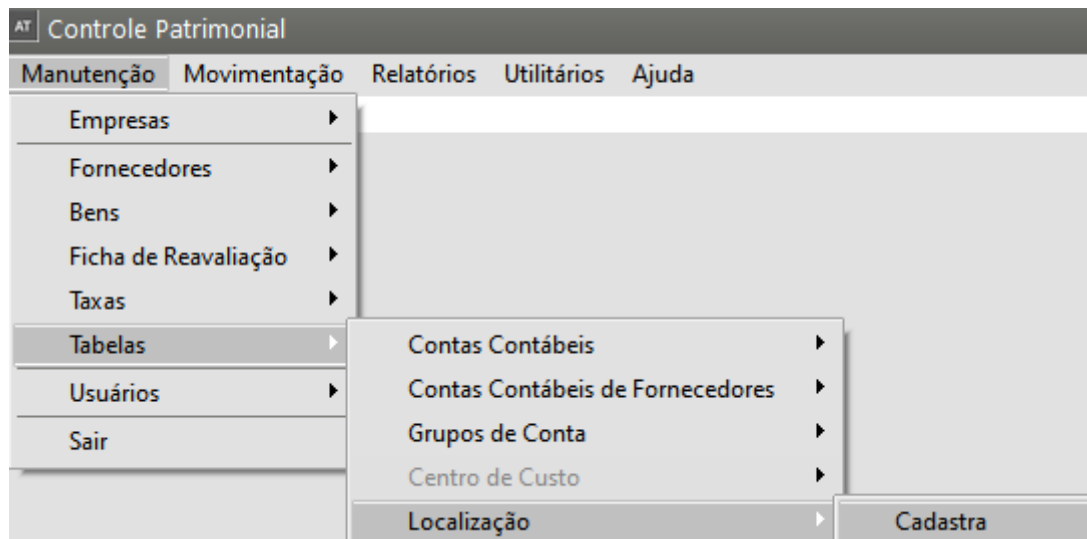 AT Controle Patrimonial
Manutenção Movimentação Relatórios Utilitários Ajuda
Empresas
Fornecedores
Bens
Ficha de Reavaliação
Taxas
Tabelas
Usuários
Sair
Contas Contábeis
Contas Contábeis de Fornecedores
Grupos de Conta
Centro de Custo
Localização
Cadastra